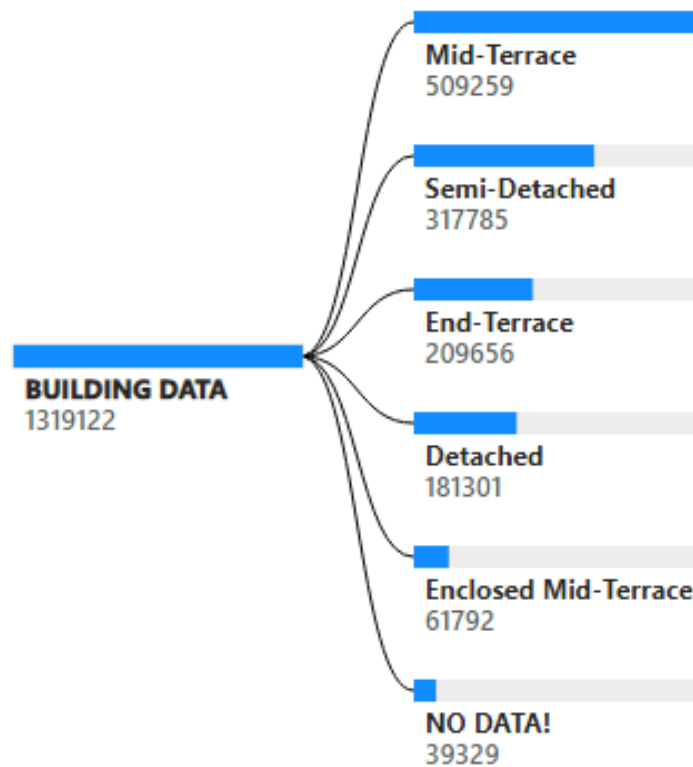 Mid-Terrace
509259
Semi-Detached
317785
End-Terrace
209656
BUILDING DATA
1319122
Detached
181301
Enclosed Mid-Terrace
61792
NO DATA!
39329